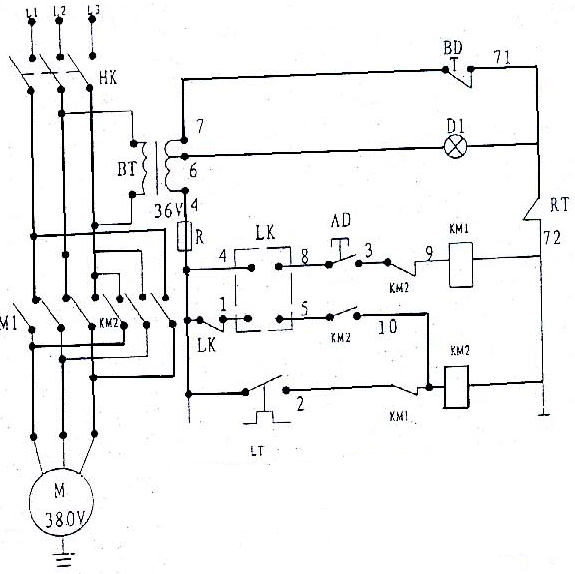 L1 L2 L3
HK
BD
T
71
7
D1
BT
6
36V
4
R
RT
72
LK
AD
4
8
3
9
KM1
KM2
M1
KM2
1
5
10
LK
KM2
KM2
2
KM1
LT
M
380V